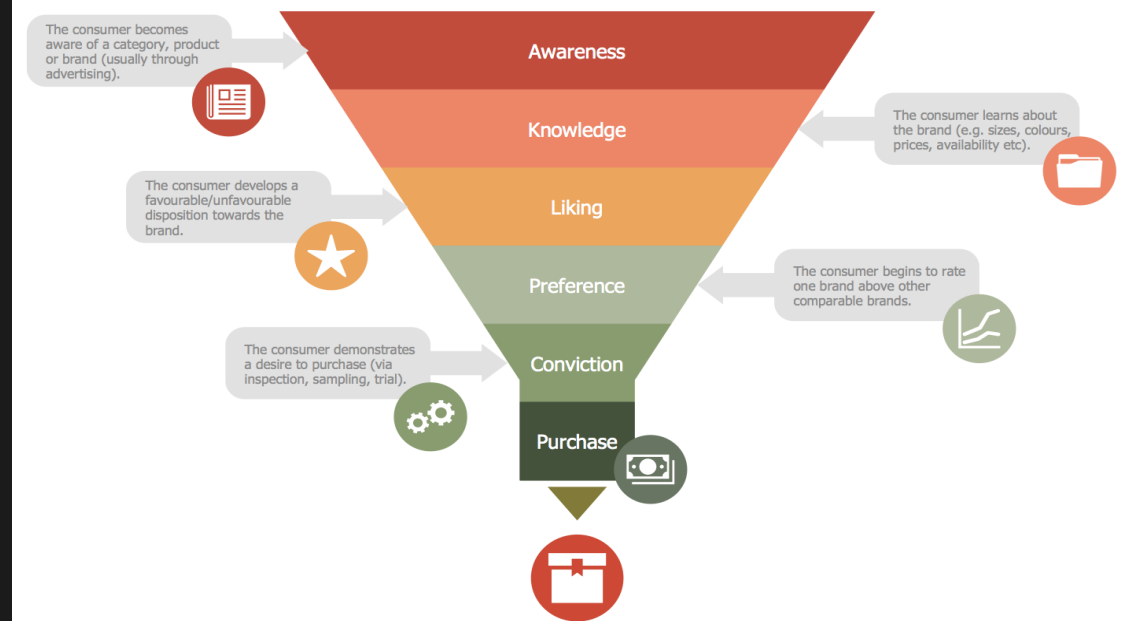 The consumer becomes
aware of a category, product
or brand (usually through
advertising).
Awareness
Knowledge
The consumer learns about
the brand (e.g. sizes, colours,
prices, availability etc).
The consumer develops a
favourable/unfavourable
disposition towards the
brand.
Liking
Preference
The consumer begins to rate
one brand above other
comparable brands.
The consumer demonstrates
a desire to purchase (via
inspection, sampling, trial).
Conviction
Purchase